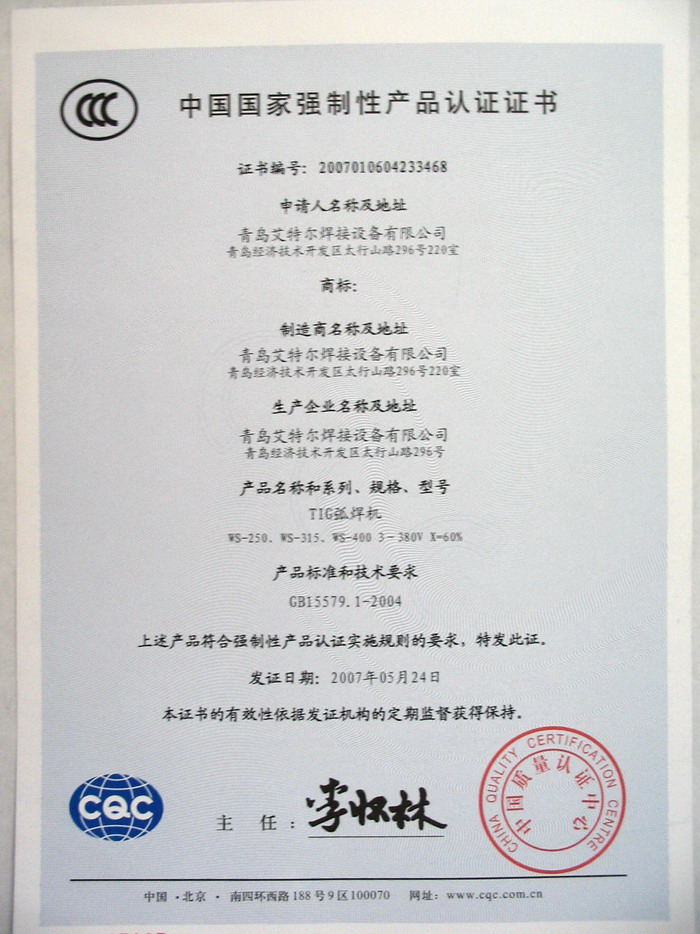 CCC
中国国家强制性产品认证证书
证书编号: 2007010604233468
申请人名称及地址
青岛艾特尔焊接设备有限公司
青岛经济技术开发区太行山路296号220室
商标:
制造商名称及地址
青岛艾特尔焊接设备有限公司
青岛经济技术开发区太行山路296号220室
生产企业名称及地址
青岛艾特尔焊接设备有限公司
青岛经济技术开发区太行山路296号
产品名称和系列、规格、型号
TIG弧焊机
WS-250、WS-315、WS-400 3-380V X=60%
产品标准和技术要求
GB15579.1-2004
上述产品符合强制性产品认证实施规则的要求，特发此证。
发证日期: 2007年05月24日
本证书的有效性依据发证机构的定期监督获得保持。
CQC
主 任: 李怀林
CHINA QUALITY CERTIFICATION CENTRE
中国质量认证中心
中国·北京·南四环西路188号9区100070 网址: www.cqc.com.cn